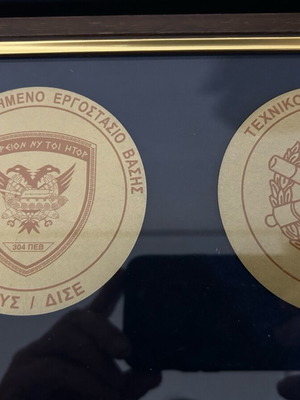 ΗΜΕΝΟ ΕΡΓΟΣΤΑΣΙΟ ΒΑΣΗΣ
ΡΕΙΟΝ ΝΥ ΤΟΙ ΗΤΟΡ
304 ΠΕΒ
ΥΣ / ΔΙΣΕ
ΤΕΧΝΙΚΟ